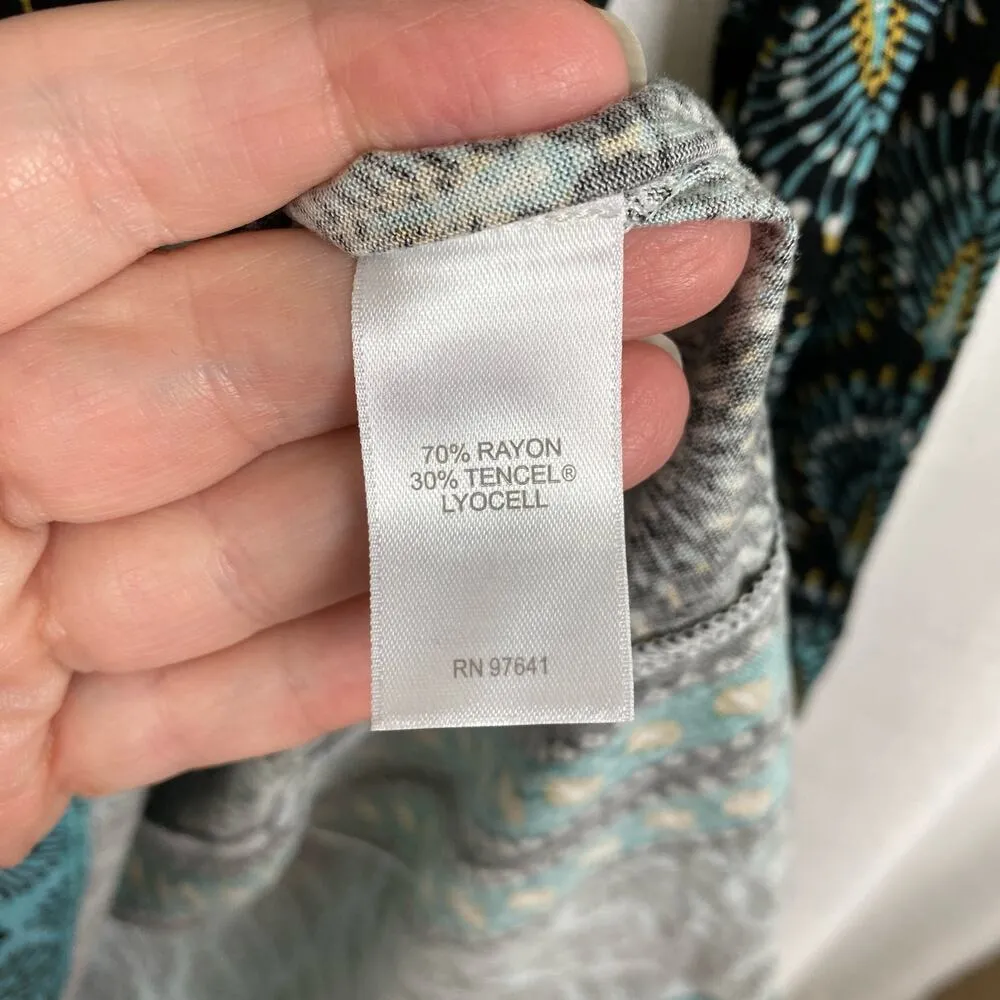 70% RAYON
30% TENCEL®
LYOCELL
RN 97641